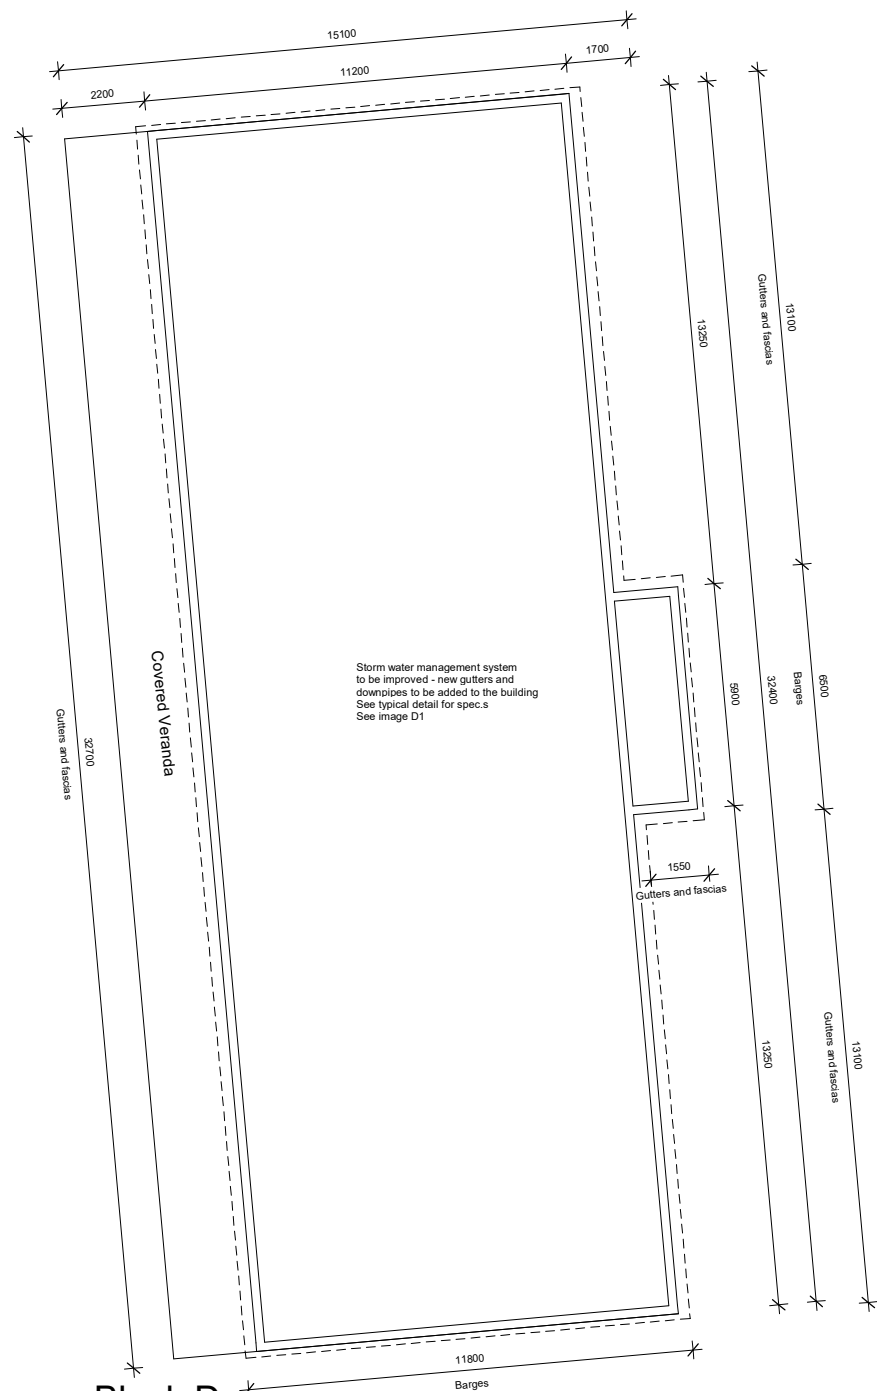 15100
1700
11200
2200
13100
Gutters and fascias
13250
Storm water management system
to be improved - new gutters and
downpipes to be added to the building
See typical detail for spec.s
See image D1
Covered Veranda
Gutters and fascias
32700
5900
32400
Barges
6500
1550
Gutters and fascias
13250
Gutters and fascias
13100
11800
Barges